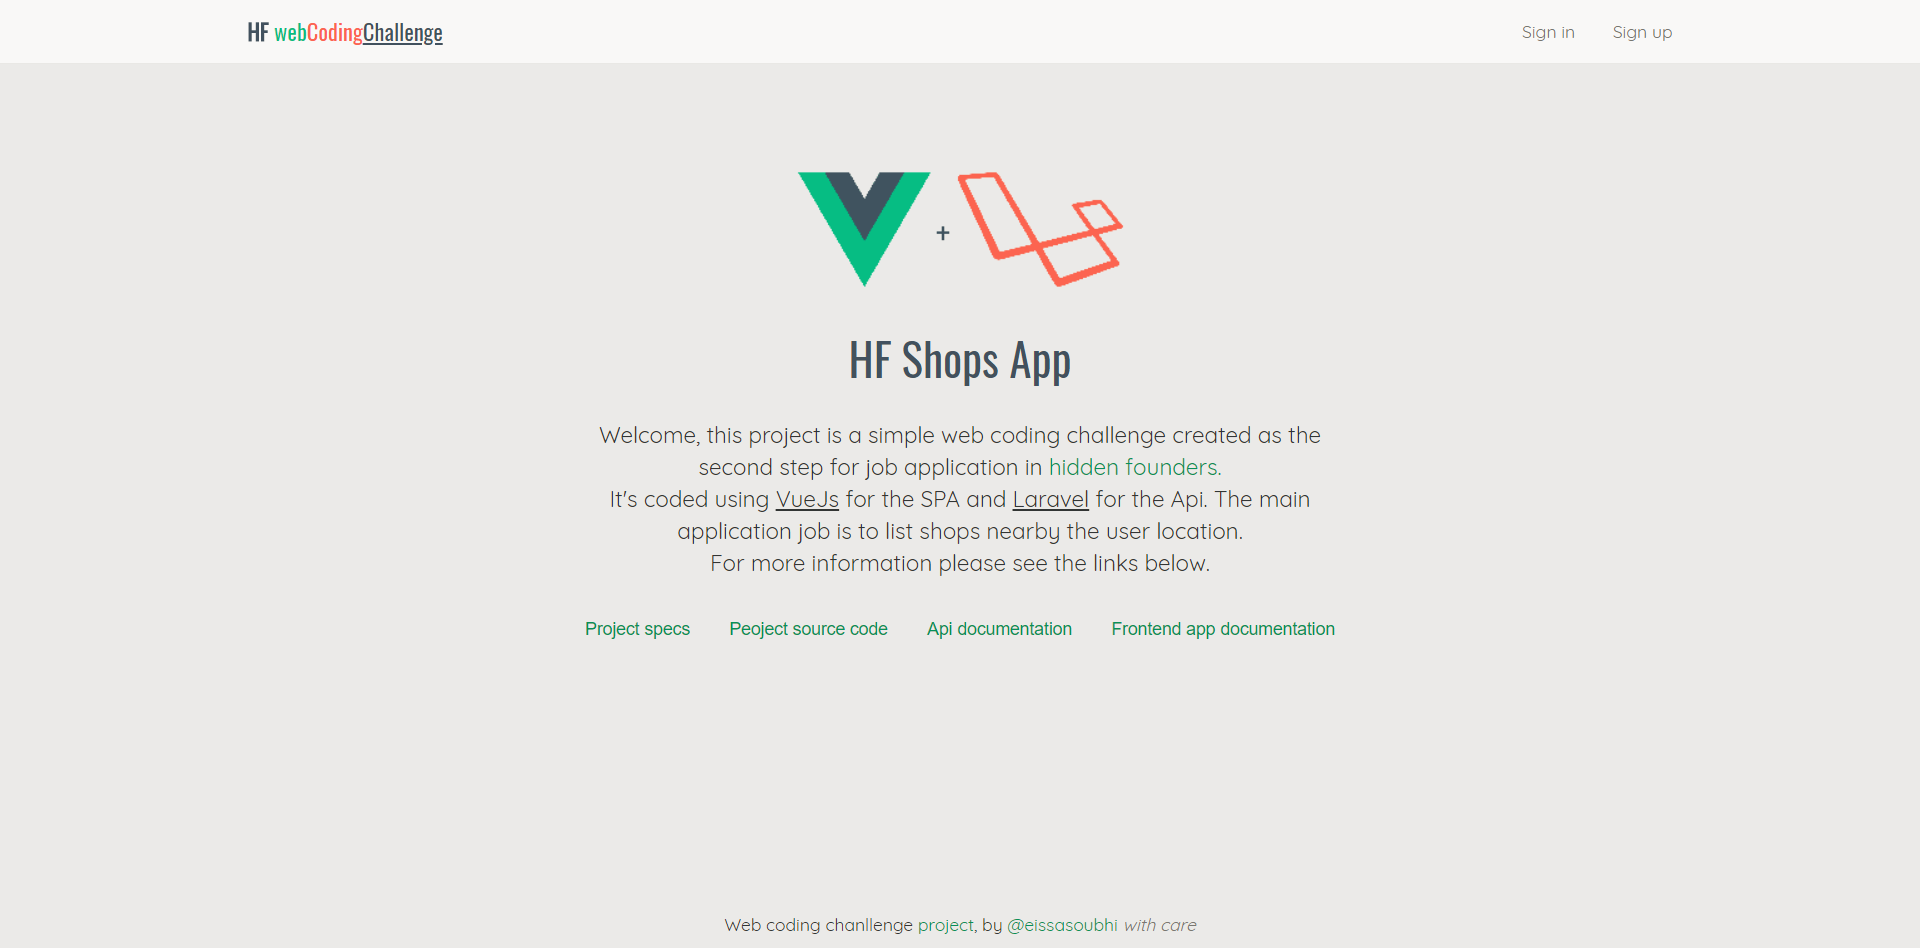 HF webCodingChallenge
Sign in
Sign up
+
HF Shops App
Welcome, this project is a simple web coding challenge created as the
second step for job application in hidden founders.
It's coded using VueJs for the SPA and Laravel for the Api. The main
application job is to list shops nearby the user location.
For more information please see the links below.
Project specs
Peoject source code
Api documentation
Frontend app documentation
Web coding chanllenge project, by @eissasoubhi with care